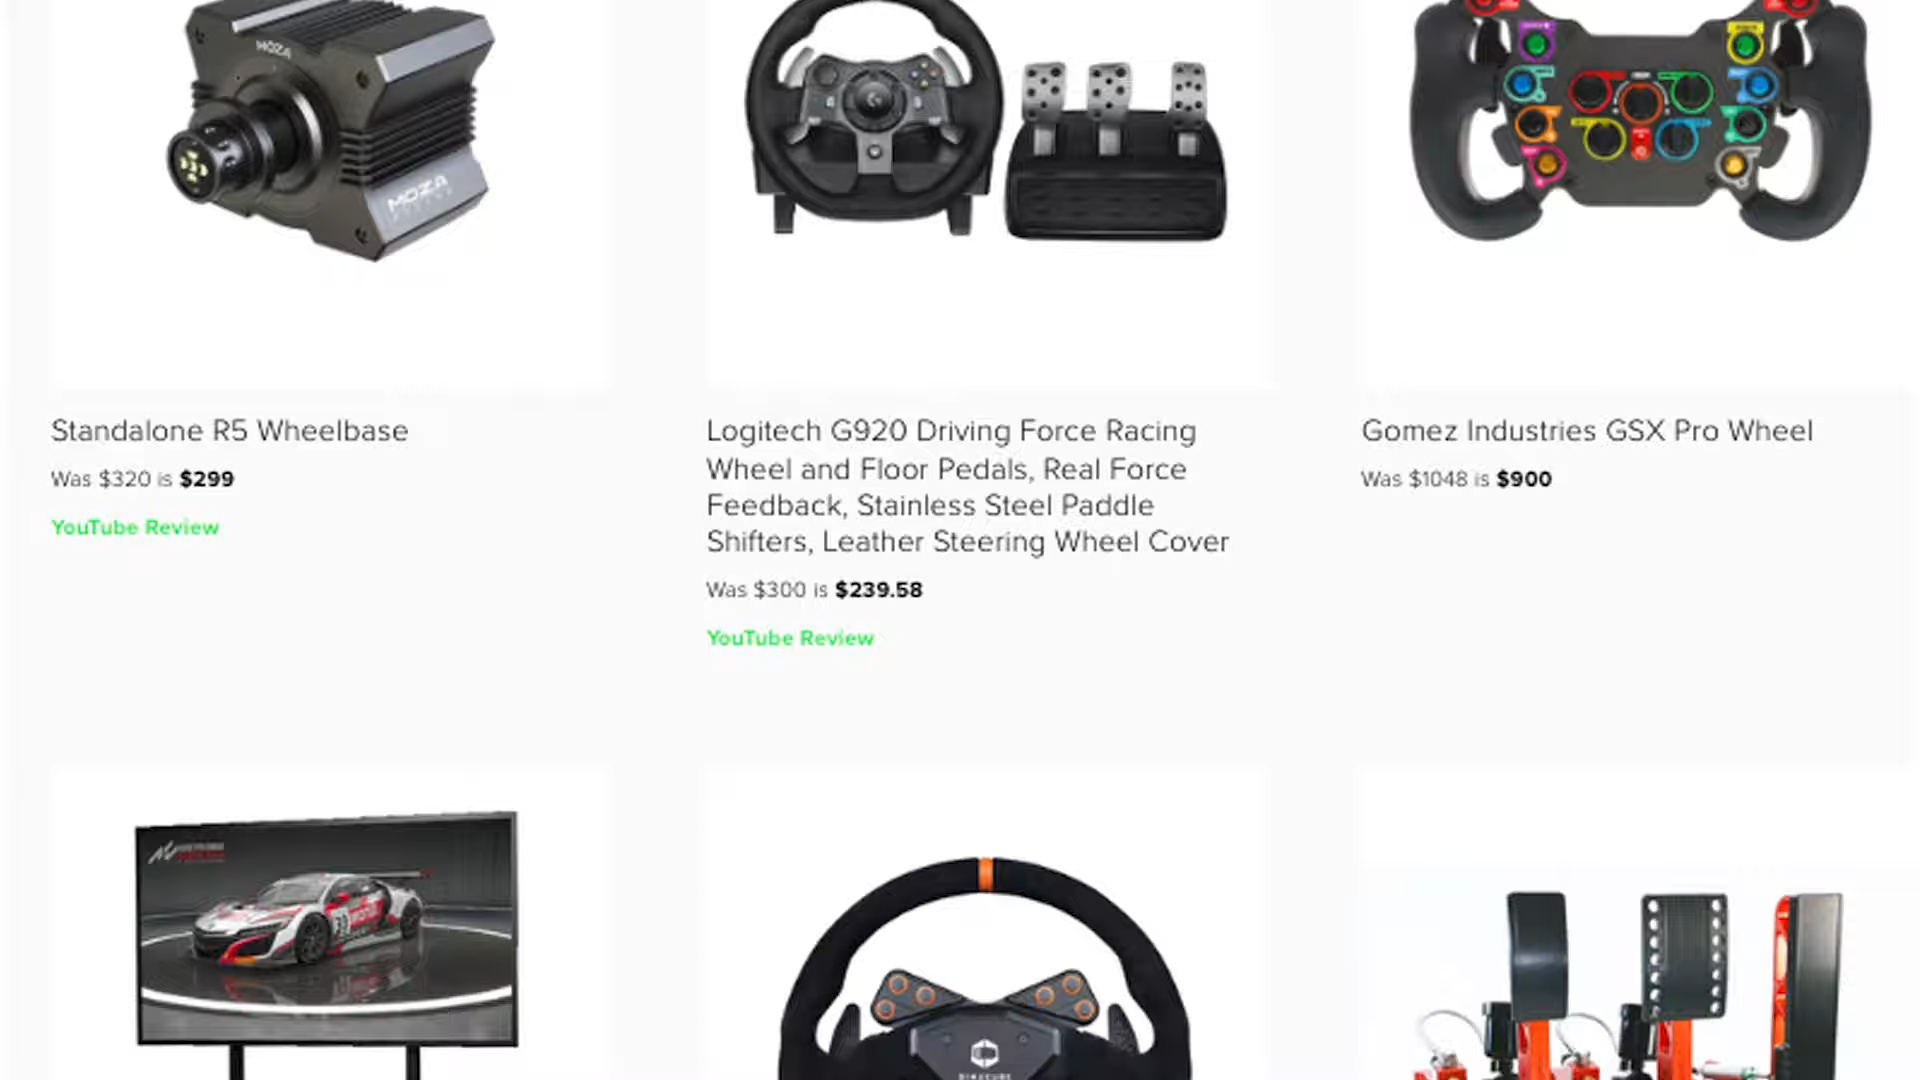 MOZA
MOZA
Standalone R5 Wheelbase
Was $320 is $299
YouTube Review
Logitech G920 Driving Force Racing
Wheel and Floor Pedals, Real Force
Feedback, Stainless Steel Paddle
Shifters, Leather Steering Wheel Cover
Was $300 is $239.58
YouTube Review
Gomez Industries GSX Pro Wheel
Was $1048 is $900